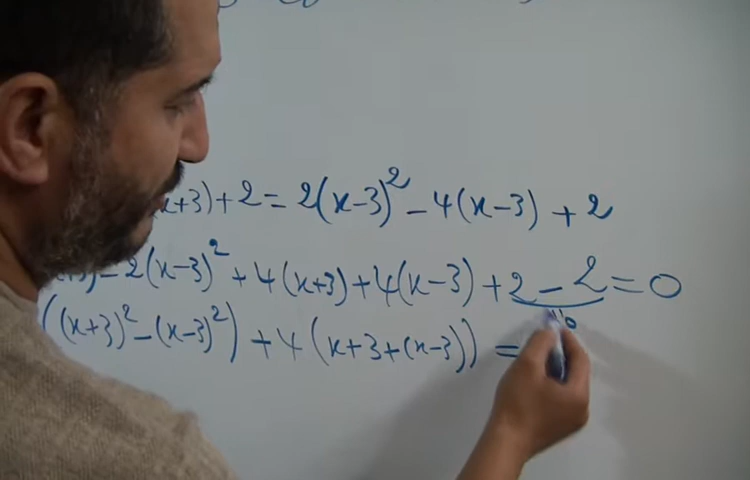 x+3)+2=2(x-3)²-4(x-3)+2
-2(x-3)²+4(x+3)+4(x-3)+2-2=0
((x+3)²-(x-3)²)+4(x+3+(x-3))=